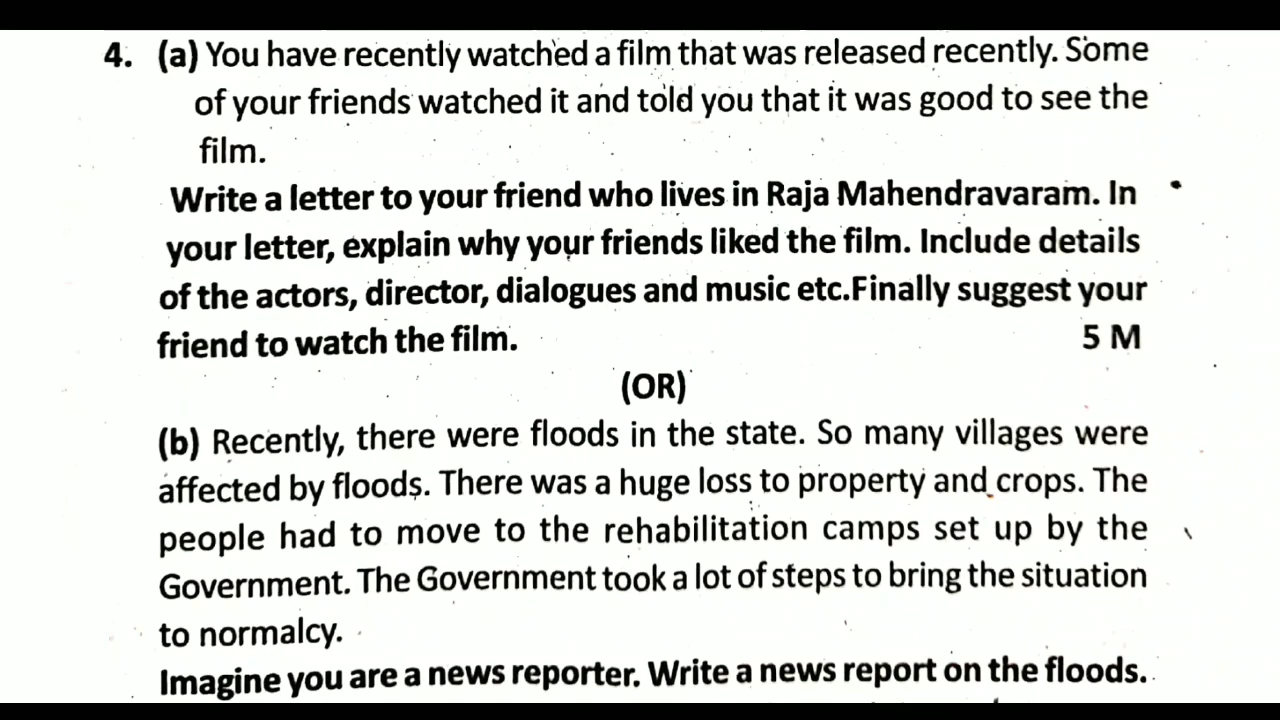 4. (a) You have recently watched a film that was released recently. Some
of your friends watched it and told you that it was good to see the
film.
Write a letter to your friend who lives in Raja Mahendravaram. In
your letter, explain why your friends liked the film. Include details
of the actors, director, dialogues and music etc.Finally suggest your
friend to watch the film. 5 M
(OR)
(b) Recently, there were floods in the state. So many villages were
affected by floods. There was a huge loss to property and crops. The
people had to move to the rehabilitation camps set up by the
Government. The Government took a lot of steps to bring the situation
to normalcy.
Imagine you are a news reporter. Write a news report on the floods.